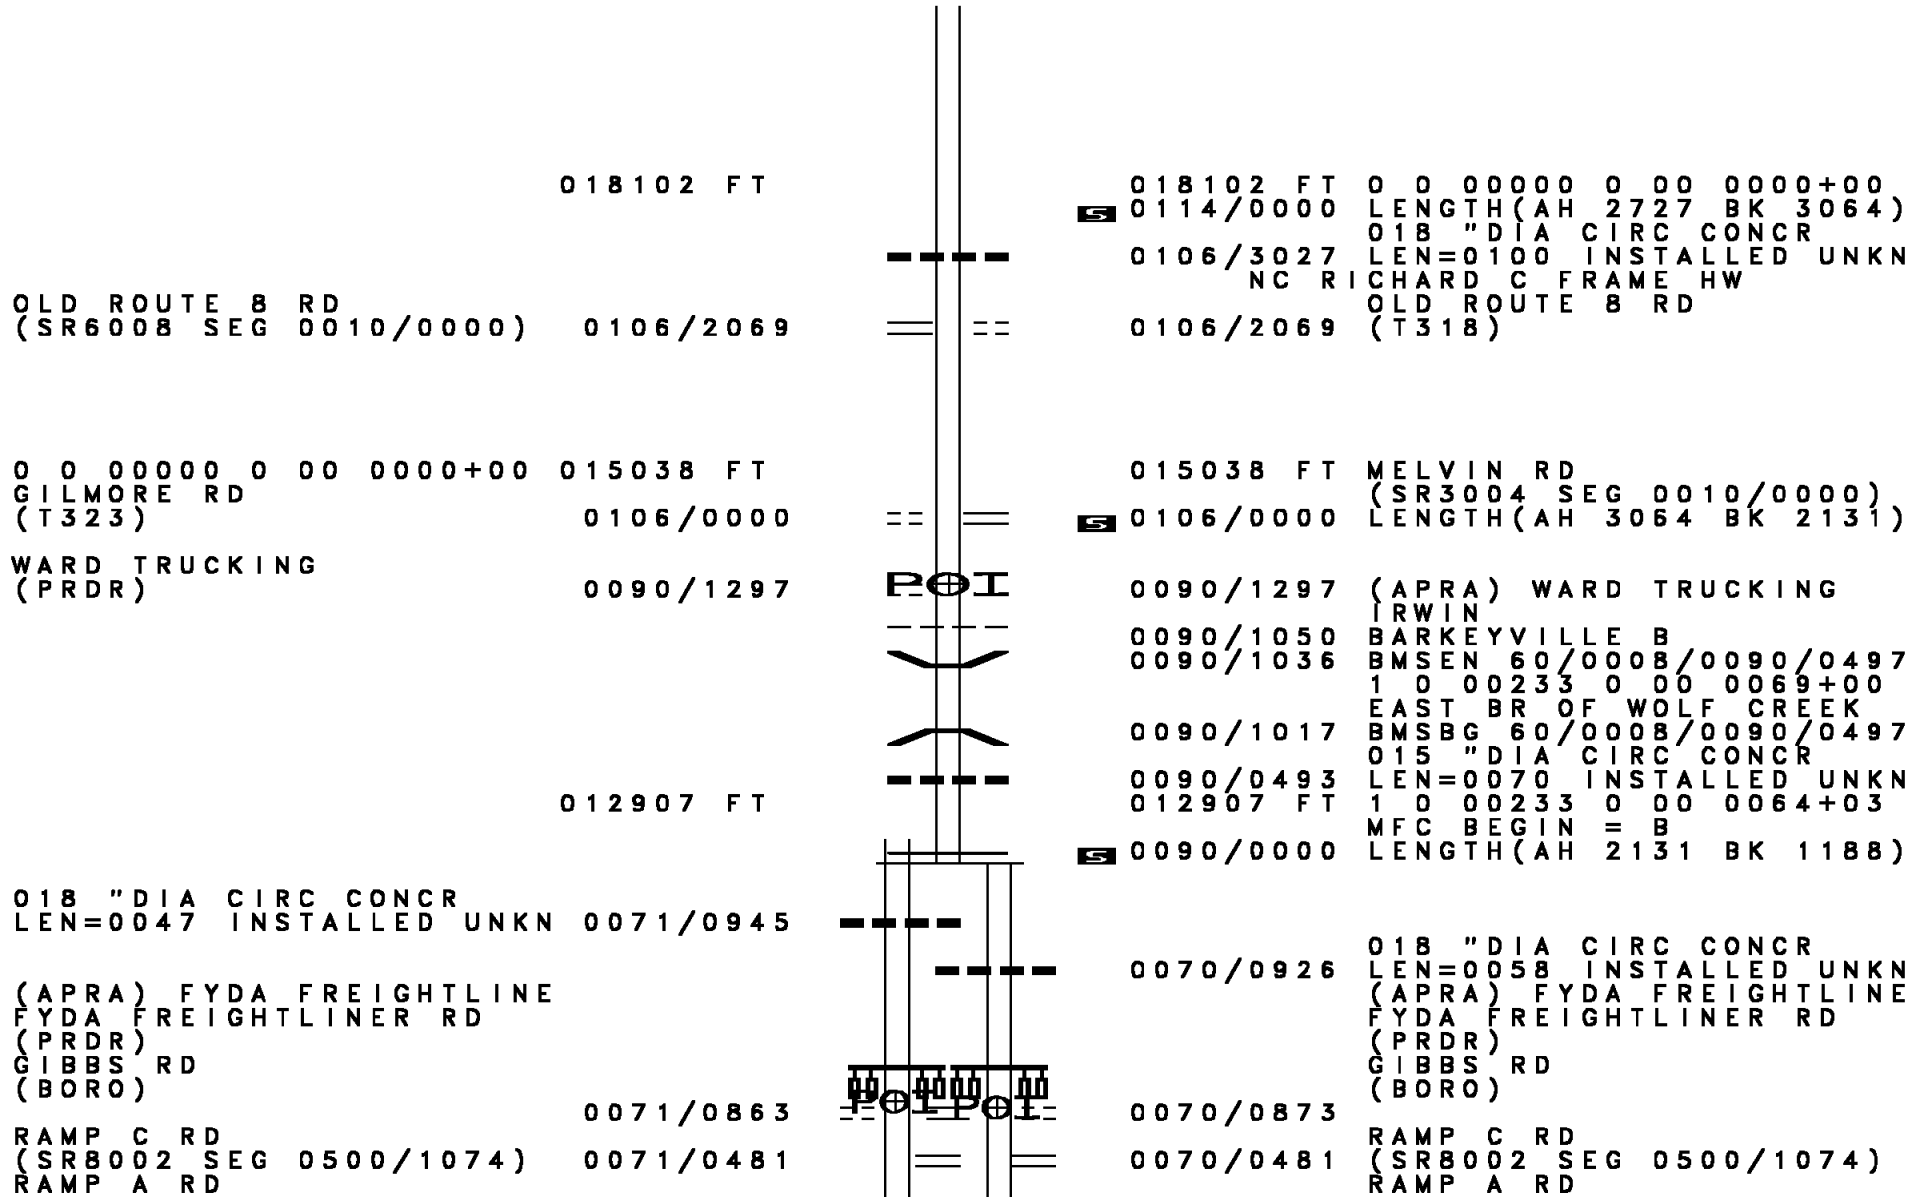 018102 FT 018102 FT 0 0 00000 0 00 0000+00
S 0114/0000 LENGTH(AH 2727 BK 3064)
018 "DIA CIRC CONCR
0106/3027 LEN=0100 INSTALLED UNKN
NC RICHARD C FRAME HW
OLD ROUTE 8 RD OLD ROUTE 8 RD
(SR6008 SEG 0010/0000) 0106/2069 0106/2069 (T318)
0 0 00000 0 00 0000+00 015038 FT 015038 FT MELVIN RD
GILMORE RD (SR3004 SEG 0010/0000)
(T323) 0106/0000 S 0106/0000 LENGTH(AH 3064 BK 2131)
WARD TRUCKING
(PRDR) 0090/1297 POI 0090/1297 (APRA) WARD TRUCKING
IRWIN
0090/1050 BARKEYVILLE B
0090/1036 BMSEN 60/0008/0090/0497
1 0 00233 0 00 0069+00
EAST BR OF WOLF CREEK
0090/1017 BMSBG 60/0008/0090/0497
015 "DIA CIRC CONCR
0090/0493 LEN=0070 INSTALLED UNKN
012907 FT 012907 FT 1 0 00233 0 00 0064+03
MFC BEGIN = B
S 0090/0000 LENGTH(AH 2131 BK 1188)
018 "DIA CIRC CONCR
LEN=0047 INSTALLED UNKN 0071/0945
018 "DIA CIRC CONCR
0070/0926 LEN=0058 INSTALLED UNKN
(APRA) FYDA FREIGHTLINE (APRA) FYDA FREIGHTLINE
FYDA FREIGHTLINER RD FYDA FREIGHTLINER RD
(PRDR) (PRDR)
GIBBS RD GIBBS RD
(BORO) (BORO)
POI POI
0071/0863 0070/0873
RAMP C RD RAMP C RD
(SR8002 SEG 0500/1074) 0071/0481 0070/0481 (SR8002 SEG 0500/1074)
RAMP A RD RAMP A RD